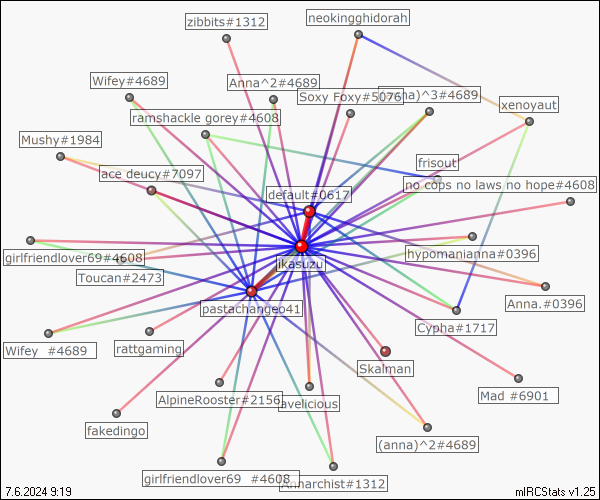 neokingghidorah
zibbits#1312
Wifey#4689
Anna^2#4689
Soxy Foxy#5076
)^3#4689
xenoyaut
ramshackle gorey#4608
Mushy#1984
frisout
ace deucy#7097
no cops no laws no hope#4608
default#0617
girlfriendlover69#4608
hypomanianna#0396
ikasuzu
Toucan#2473
pastachange041
Anna.#0396
Cypha#1717
Wifey #4689
rattgaming
Skalman
AlpineRooster#2156
avelicious
Mad #6901
fakedingo
(anna)^2#4689
girlfriendlover69 #4608
Annarchist#1312
7.6.2024 9:19
mIRCStats v1.25